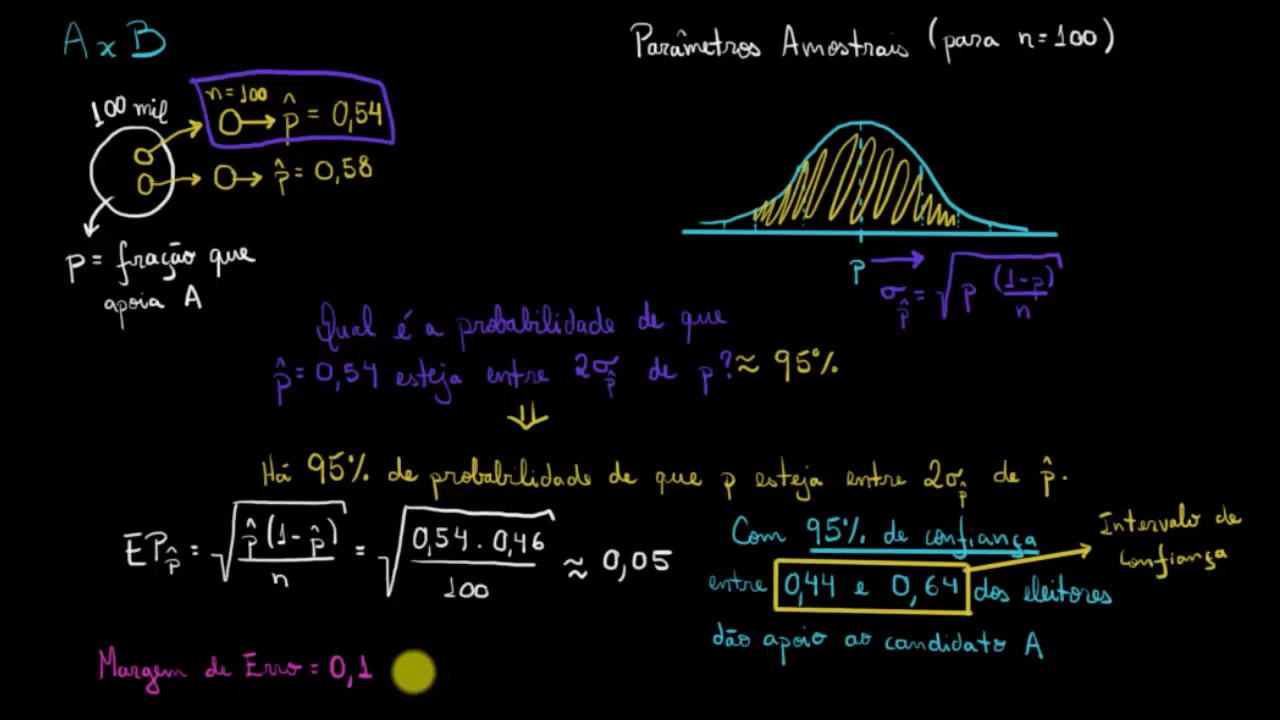 A x B
Parâmetros Amostrais (para n=100)
100 mil
n=100
p̂ = 0,54
p̂ = 0,58
p = fração que
apoia A
p
σp̂ = √p (1-p)/n
Qual é a probabilidade de que
p̂ = 0,54 esteja entre 2σp̂ de p? ≈ 95%
Há 95% de probabilidade de que p esteja entre 2σp̂ de p̂.
EPp̂ = √p̂(1-p̂)/n = √0,54 . 0,46/100 ≈ 0,05
Com 95% de confiança
entre 0,44 e 0,64 dos eleitores
dão apoio ao candidato A
Intervalo de
confiança
Margem de Erro = 0,1